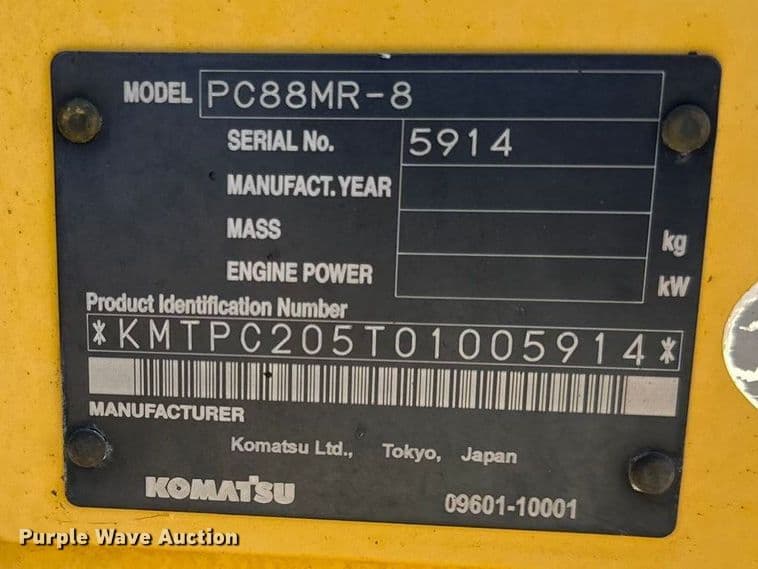 MODEL PC88MR-8
SERIAL No. 5914
MANUFACT. YEAR
MASS kg
ENGINE POWER kW
Product Identification Number
*KMTPC205T01005914*
MANUFACTURER
Komatsu Ltd., Tokyo, Japan
KOMATSU 09601-10001
Purple Wave Auction